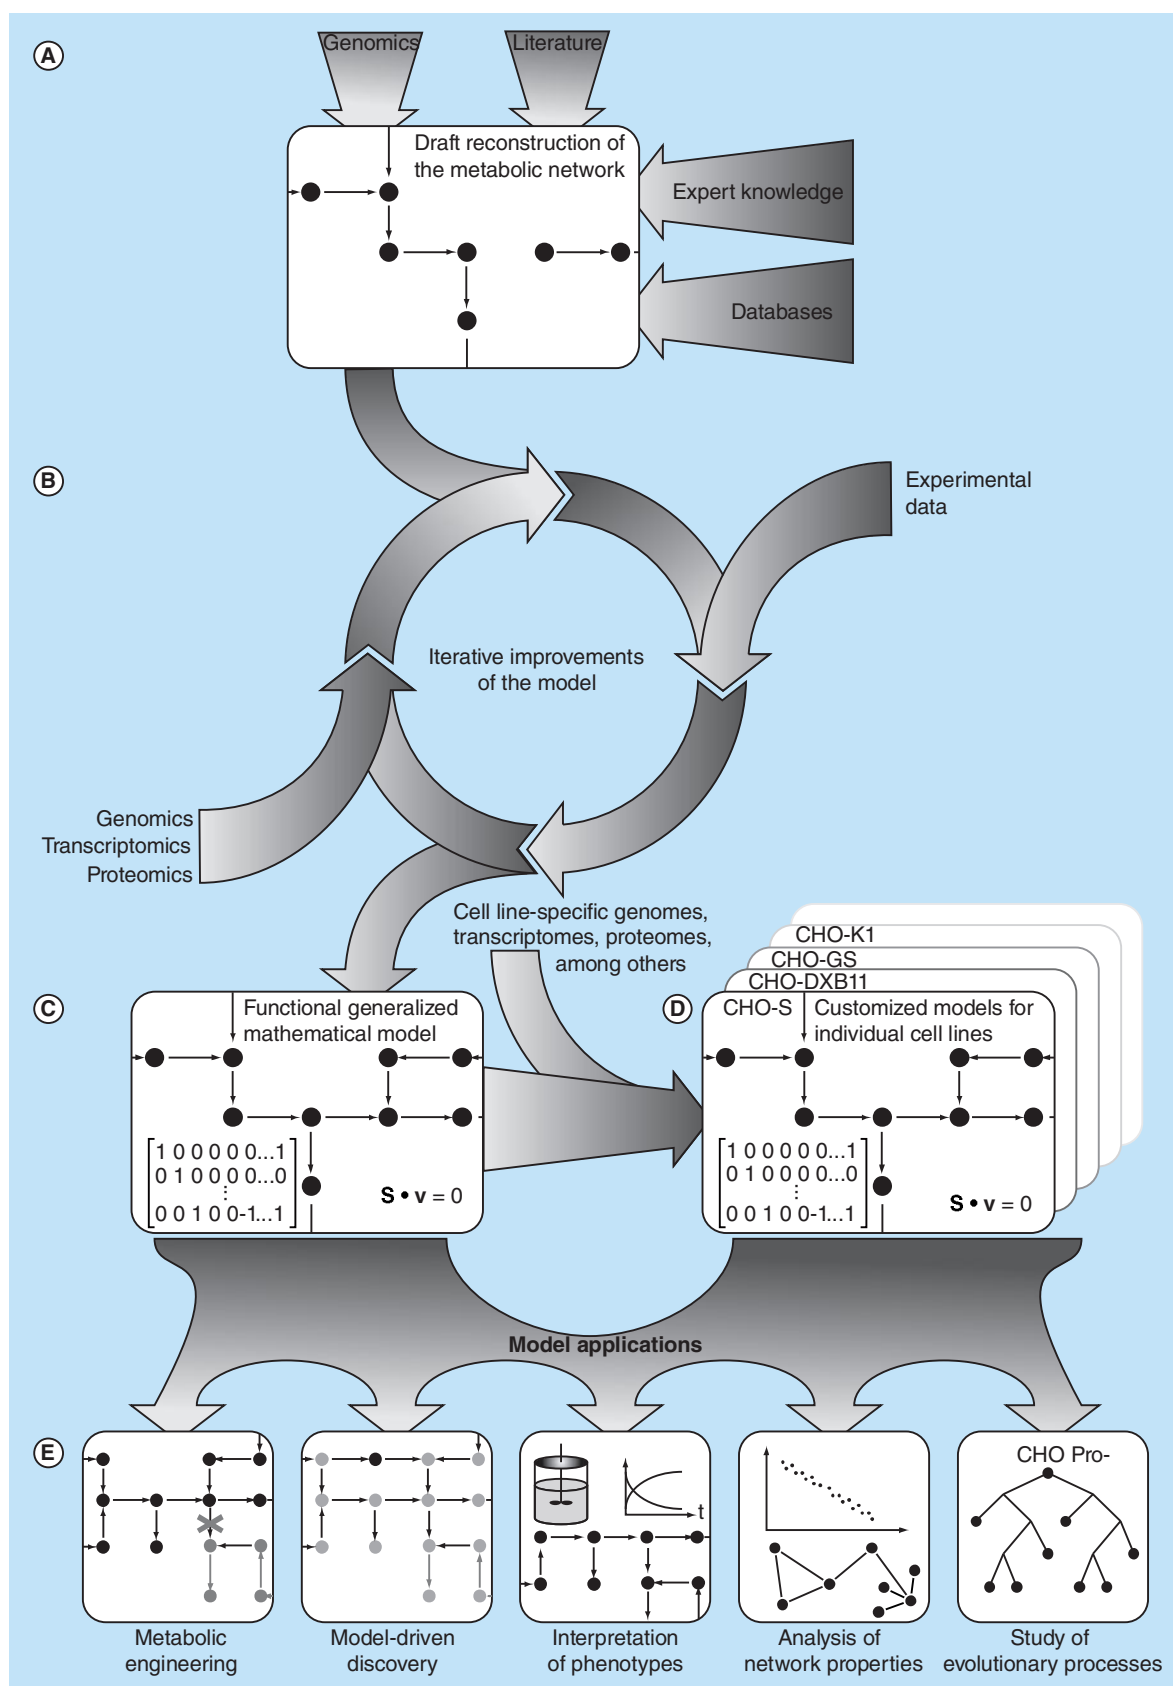 A
Genomics
Literature
Draft reconstruction of
the metabolic network
Expert knowledge
Databases
B
Experimental
data
Iterative improvements
of the model
Genomics
Transcriptomics
Proteomics
Cell line-specific genomes,
transcriptomes, proteomes,
among others
CHO-K1
CHO-GS
CHO-DXB11
C
Functional generalized
mathematical model
1 0 0 0 0 0...1
0 1 0 0 0 0...0
⋮
0 0 1 0 0-1...1
S • v = 0
D
CHO-S
Customized models for
individual cell lines
1 0 0 0 0 0...1
0 1 0 0 0 0...0
⋮
0 0 1 0 0-1...1
S • v = 0
Model applications
E
t
CHO Pro-
Metabolic
engineering
Model-driven
discovery
Interpretation
of phenotypes
Analysis of
network properties
Study of
evolutionary processes